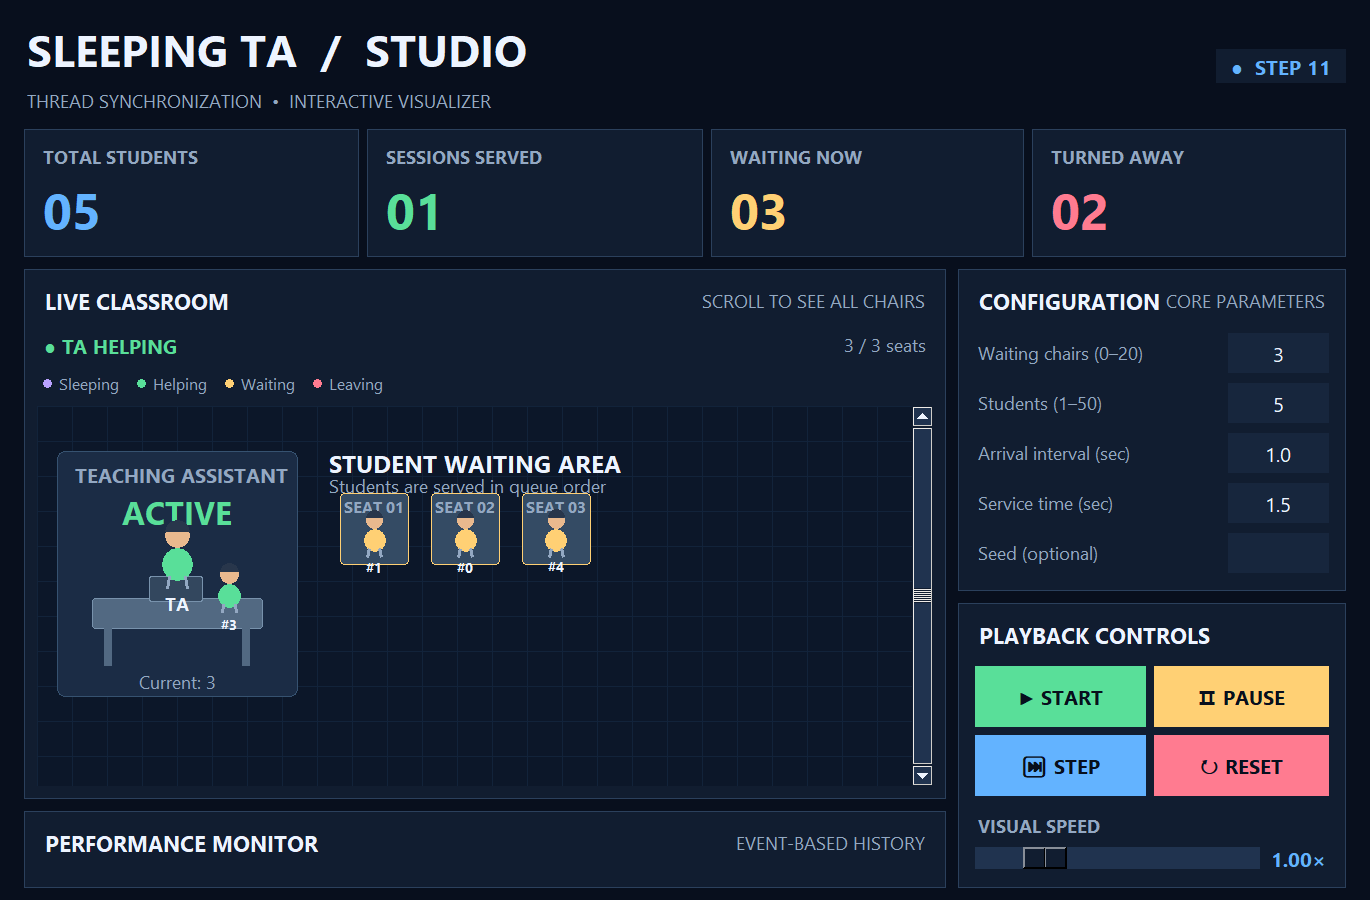 SLEEPING TA / STUDIO
● STEP 11
THREAD SYNCHRONIZATION • INTERACTIVE VISUALIZER
TOTAL STUDENTS
05
SESSIONS SERVED
01
WAITING NOW
03
TURNED AWAY
02
LIVE CLASSROOM
SCROLL TO SEE ALL CHAIRS
● TA HELPING
3 / 3 seats
Sleeping
Helping
Waiting
Leaving
TEACHING ASSISTANT
ACTIVE
TA
#3
Current: 3
STUDENT WAITING AREA
Students are served in queue order
SEAT 01
SEAT 02
SEAT 03
#1
#0
#4
CONFIGURATION
CORE PARAMETERS
Waiting chairs (0–20)
3
Students (1–50)
5
Arrival interval (sec)
1.0
Service time (sec)
1.5
Seed (optional)
PLAYBACK CONTROLS
▶ START
⏸ PAUSE
⏭ STEP
↻ RESET
VISUAL SPEED
1.00×
PERFORMANCE MONITOR
EVENT-BASED HISTORY